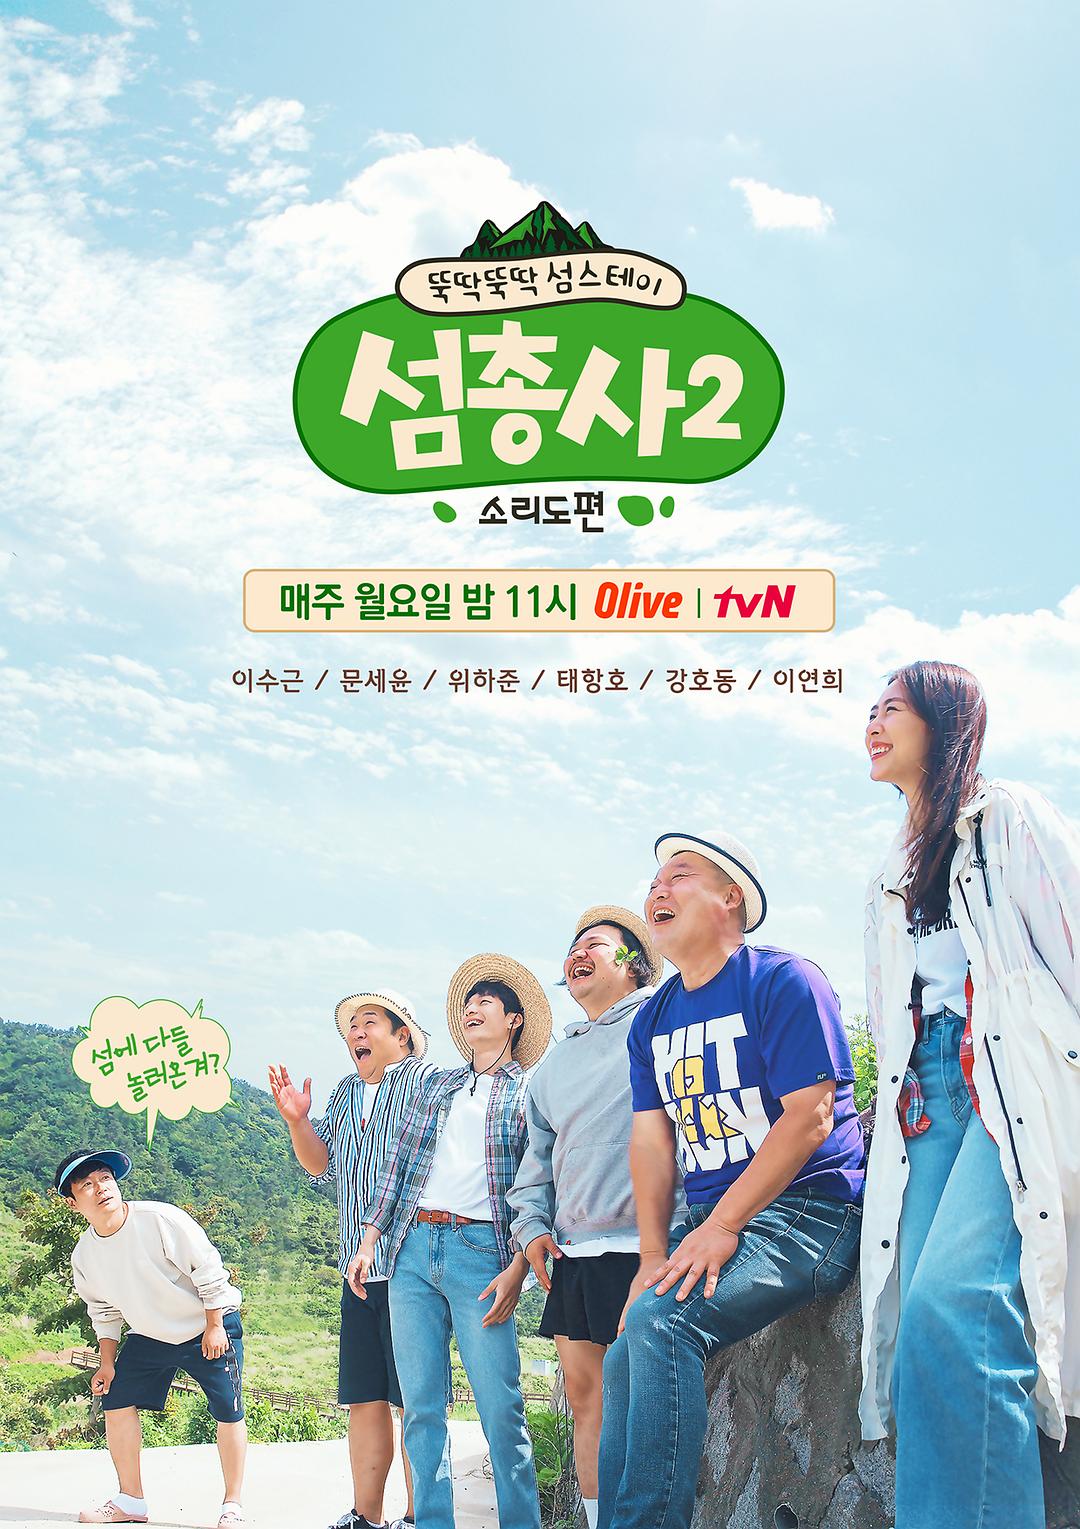 뚝딱뚝딱 섬스테이
섬총사2
소리도편
매주 월요일 밤 11시 Olive | tvN
이수근 / 문세윤 / 위하준 / 태항호 / 강호동 / 이연희
섬에 다들
놀러온겨?
HIT
RUN